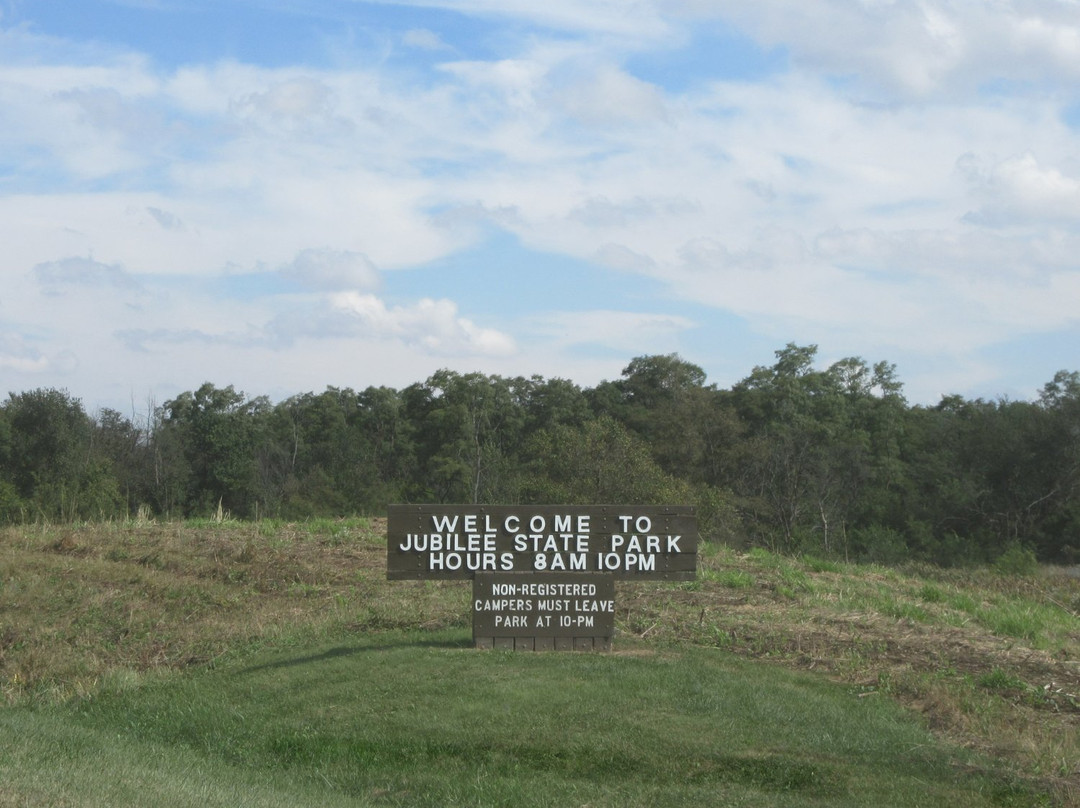 WELCOME TO
JUBILEE STATE PARK
HOURS 8AM 10PM
NON-REGISTERED
CAMPERS MUST LEAVE
PARK AT 10-PM